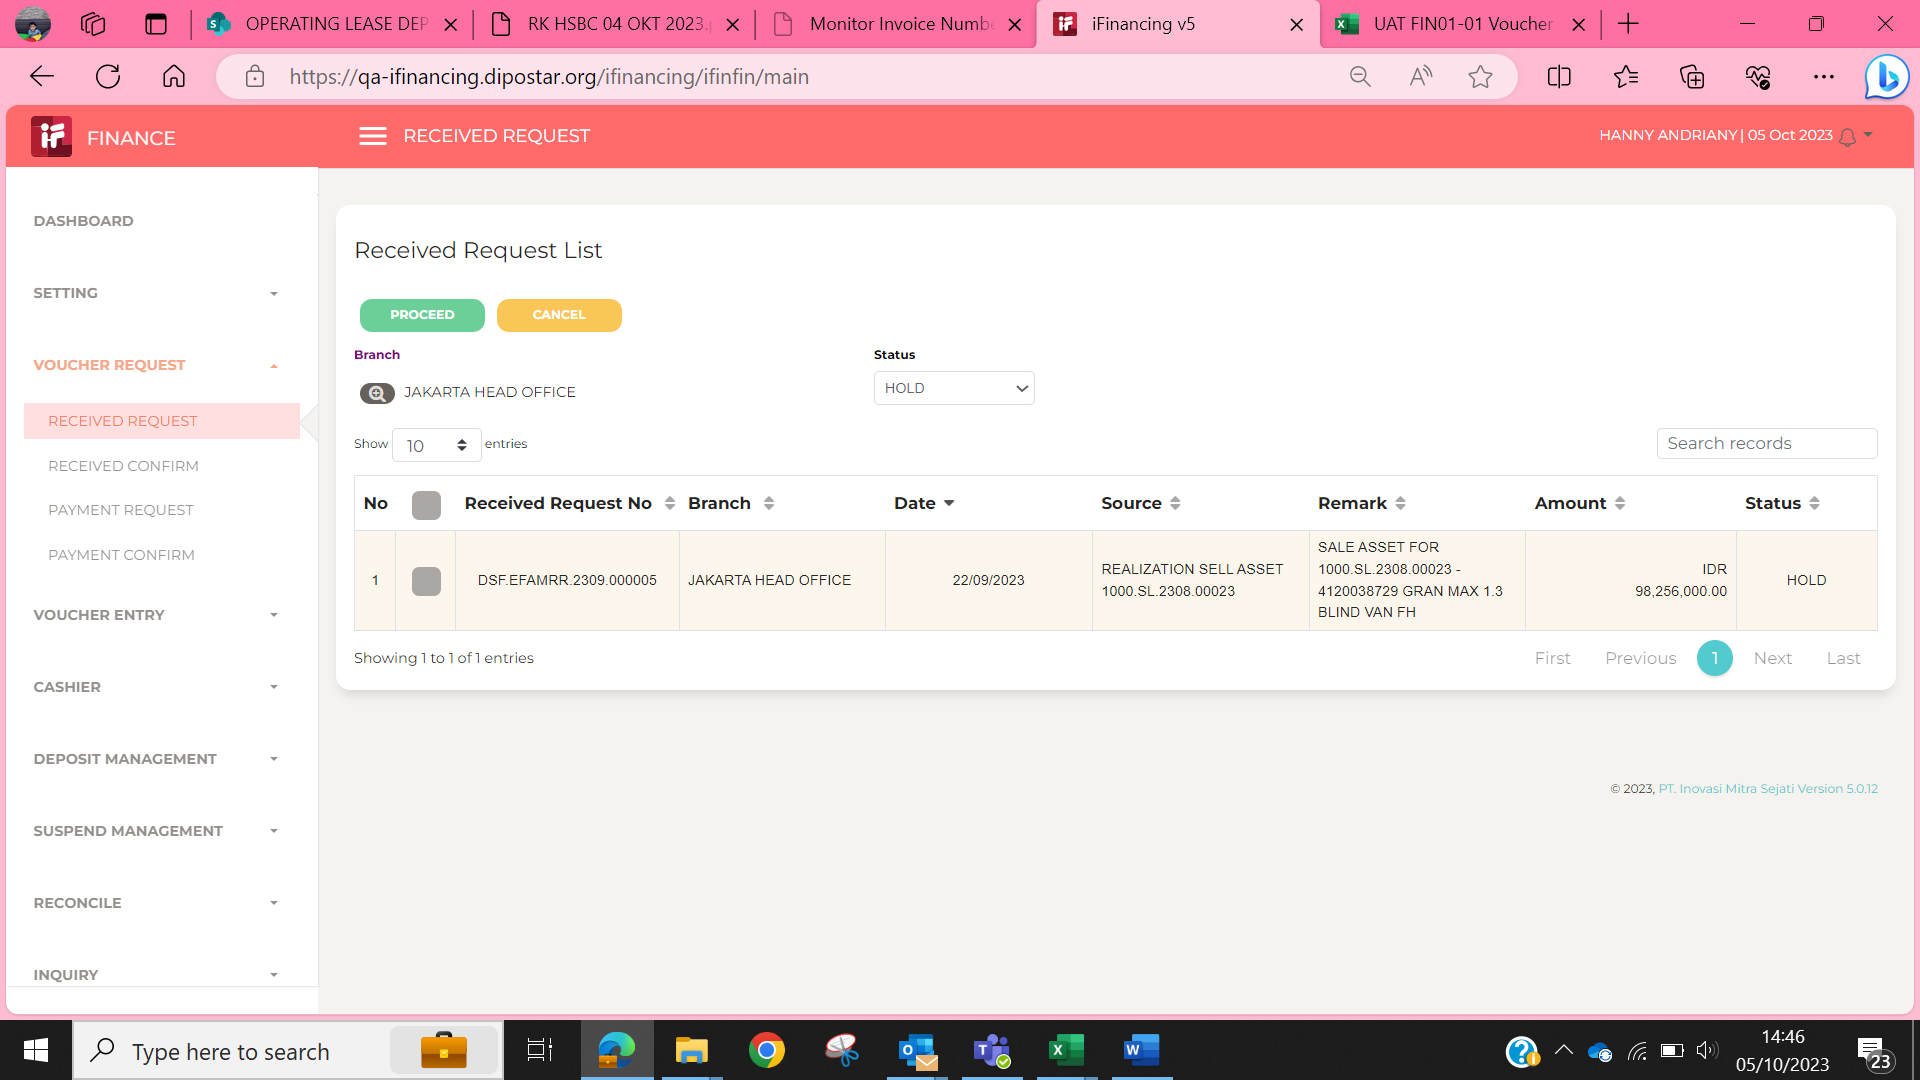 OPERATING LEASE DEP
RK HSBC 04 OKT 2023.
Monitor Invoice Numbe
iFinancing v5
UAT FIN01-01 Voucher
https://qa-ifinancing.dipostar.org/ifinancing/ifinfin/main
iF FINANCE
RECEIVED REQUEST
HANNY ANDRIANY | 05 Oct 2023
DASHBOARD
SETTING
VOUCHER REQUEST
RECEIVED REQUEST
RECEIVED CONFIRM
PAYMENT REQUEST
PAYMENT CONFIRM
VOUCHER ENTRY
CASHIER
DEPOSIT MANAGEMENT
SUSPEND MANAGEMENT
RECONCILE
INQUIRY
Received Request List
PROCEED CANCEL
Branch Status
JAKARTA HEAD OFFICE HOLD
Show 10 entries Search records
No Received Request No Branch Date Source Remark Amount Status
1 DSF.EFAMRR.2309.000005 JAKARTA HEAD OFFICE 22/09/2023
REALIZATION SELL ASSET
1000.SL.2308.00023
SALE ASSET FOR
1000.SL.2308.00023 -
4120038729 GRAN MAX 1.3
BLIND VAN FH
IDR
98,256,000.00
HOLD
Showing 1 to 1 of 1 entries First Previous 1 Next Last
© 2023, PT. Inovasi Mitra Sejati Version 5.0.12
Type here to search
14:46
05/10/2023
23